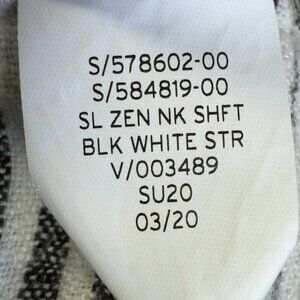 S/578602-00
S/584819-00
SL ZEN NK SHFT
BLK WHITE STR
V/003489
SU20
03/20